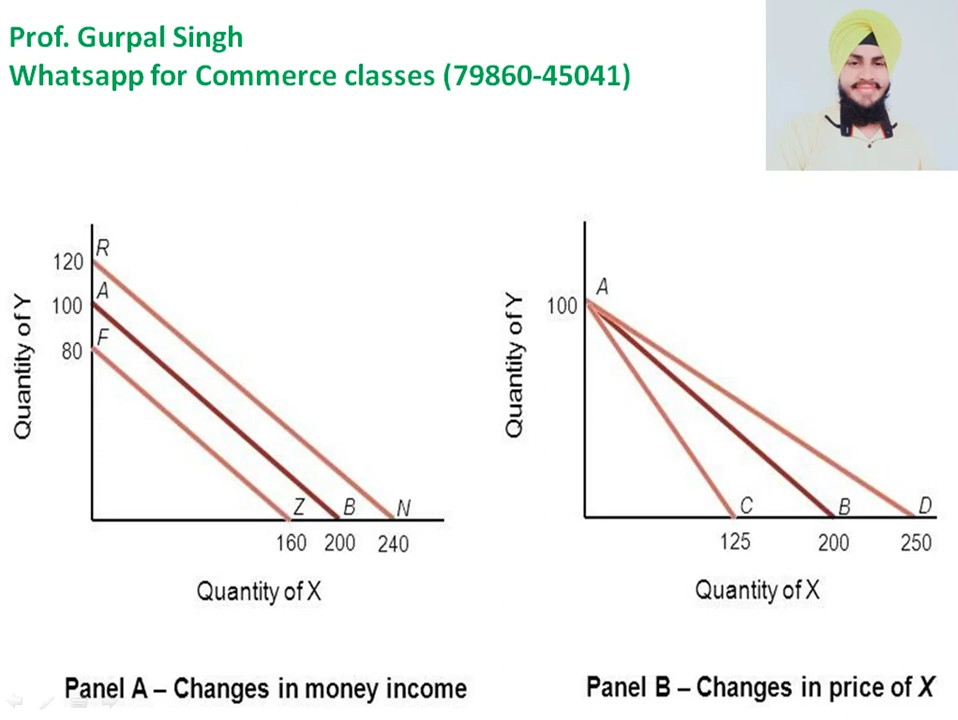 Prof. Gurpal Singh
Whatsapp for Commerce classes (79860-45041)
Quantity of Y
120
100
80
R
A
F
Z
B
N
160
200
240
Quantity of X
Panel A – Changes in money income
Quantity of Y
100
A
C
B
D
125
200
250
Quantity of X
Panel B – Changes in price of X